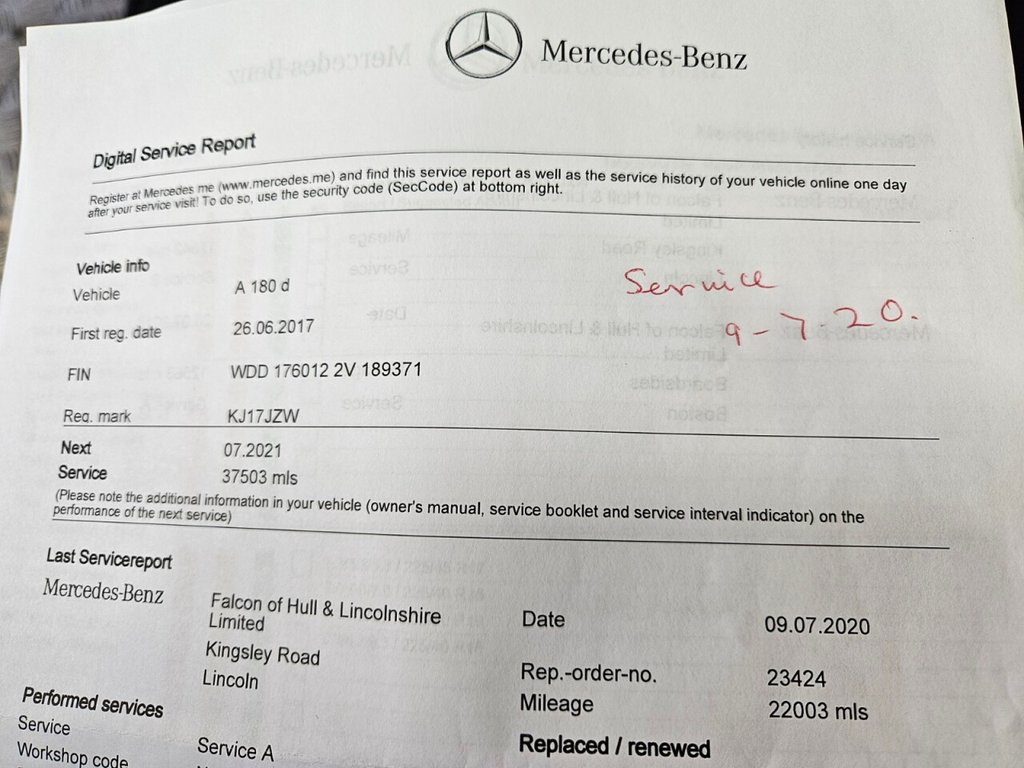 Mercedes-Benz
Digital Service Report
Register at Mercedes me (www.mercedes.me) and find this service report as well as the service history of your vehicle online one day
after your service visit! To do so, use the security code (SecCode) at bottom right.
Vehicle info
Vehicle A 180 d
Service
First reg. date 26.06.2017
9-7.20.
FIN WDD 176012 2V 189371
Reg. mark KJ17JZW
Next 07.2021
Service 37503 mls
(Please note the additional information in your vehicle (owner's manual, service booklet and service interval indicator) on the
performance of the next service)
Last Servicereport
Mercedes-Benz Falcon of Hull & Lincolnshire
Limited
Kingsley Road
Lincoln
Date 09.07.2020
Rep.-order-no. 23424
Mileage 22003 mls
Performed services
Replaced / renewed
Service Service A
Workshop code